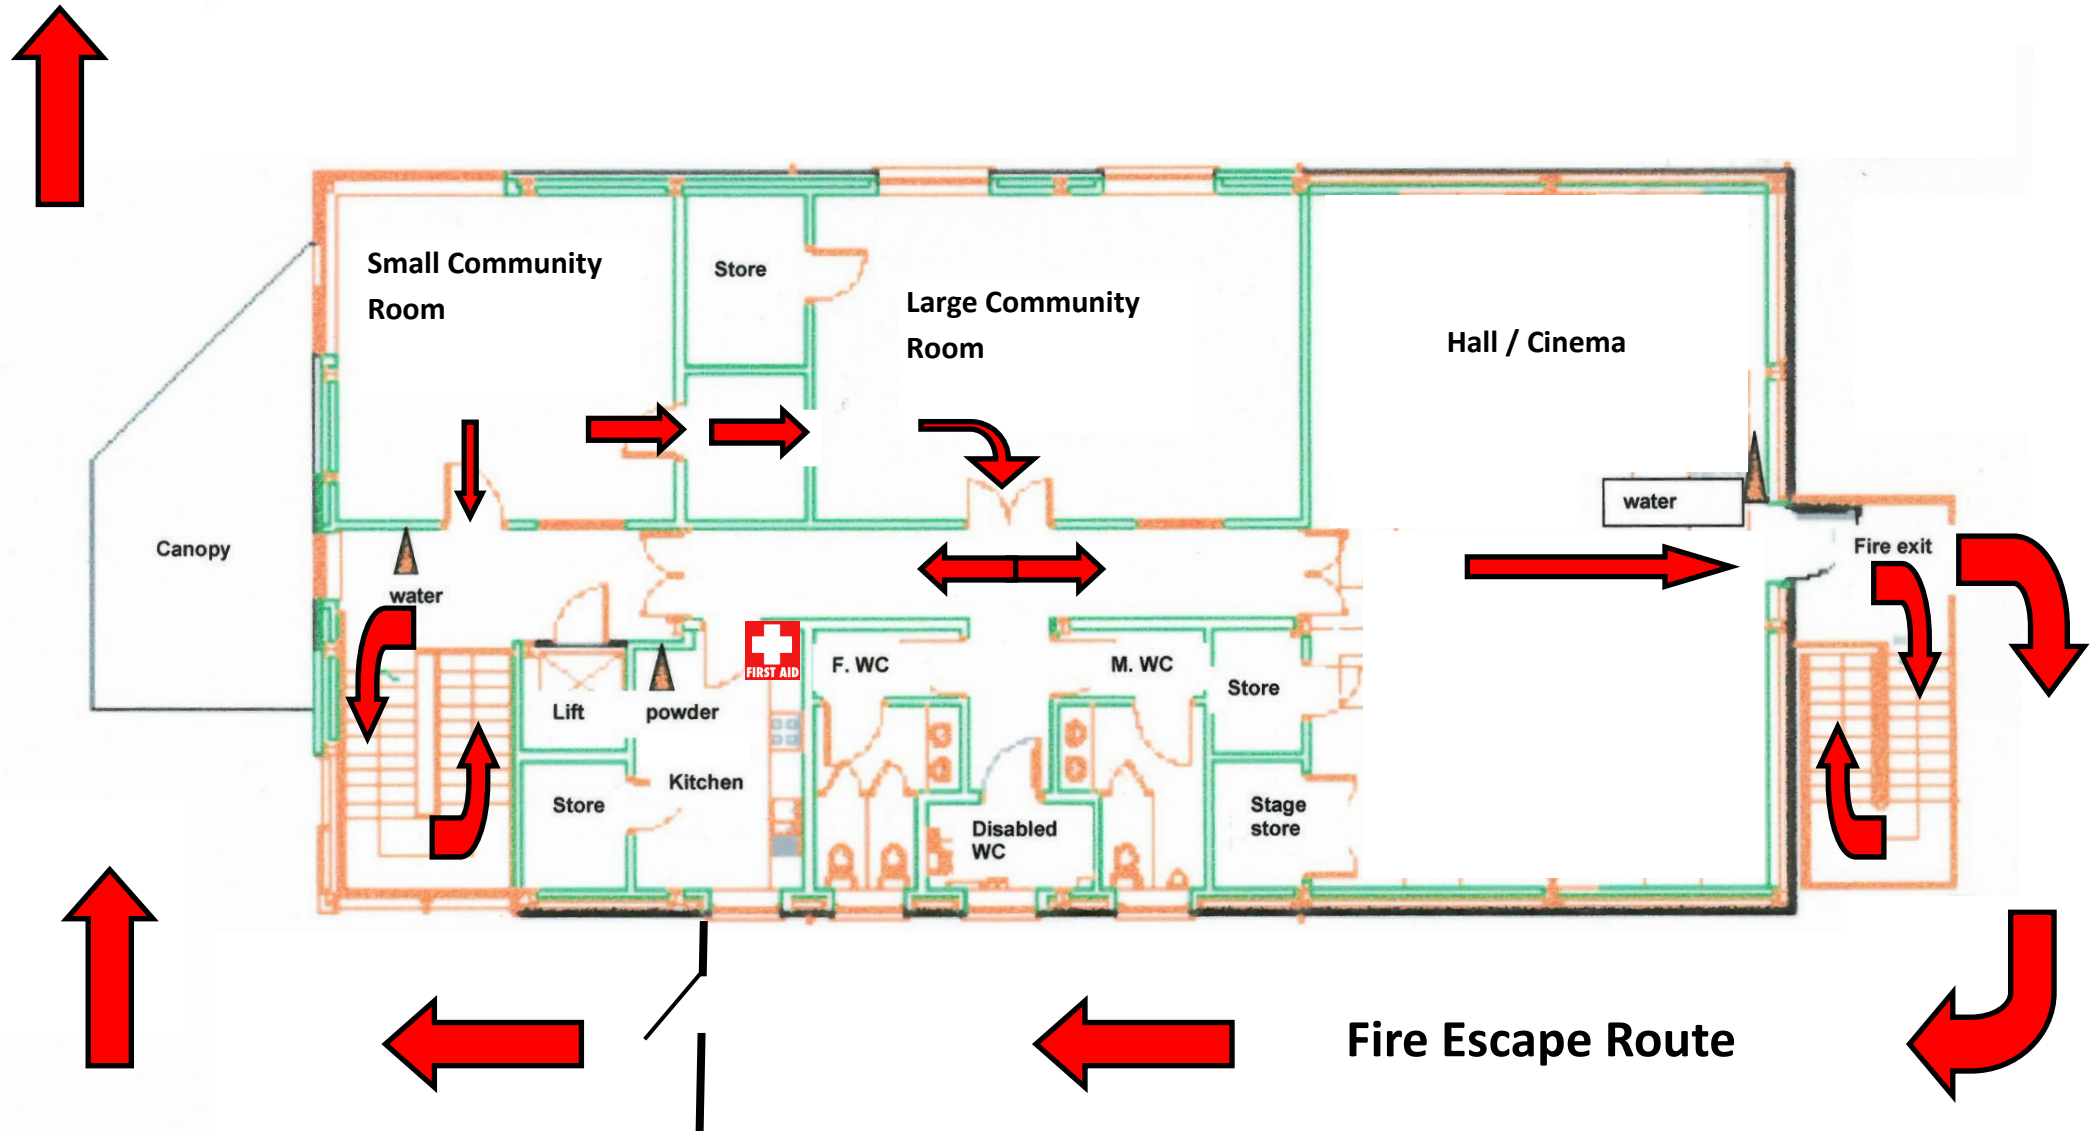 Small Community
Room
Store
Large Community
Room
Hall / Cinema
water
Canopy
Fire exit
water
FIRST AID
F. WC
M. WC
Store
Lift
powder
Kitchen
Store
Stage
store
Disabled
WC
Fire Escape Route